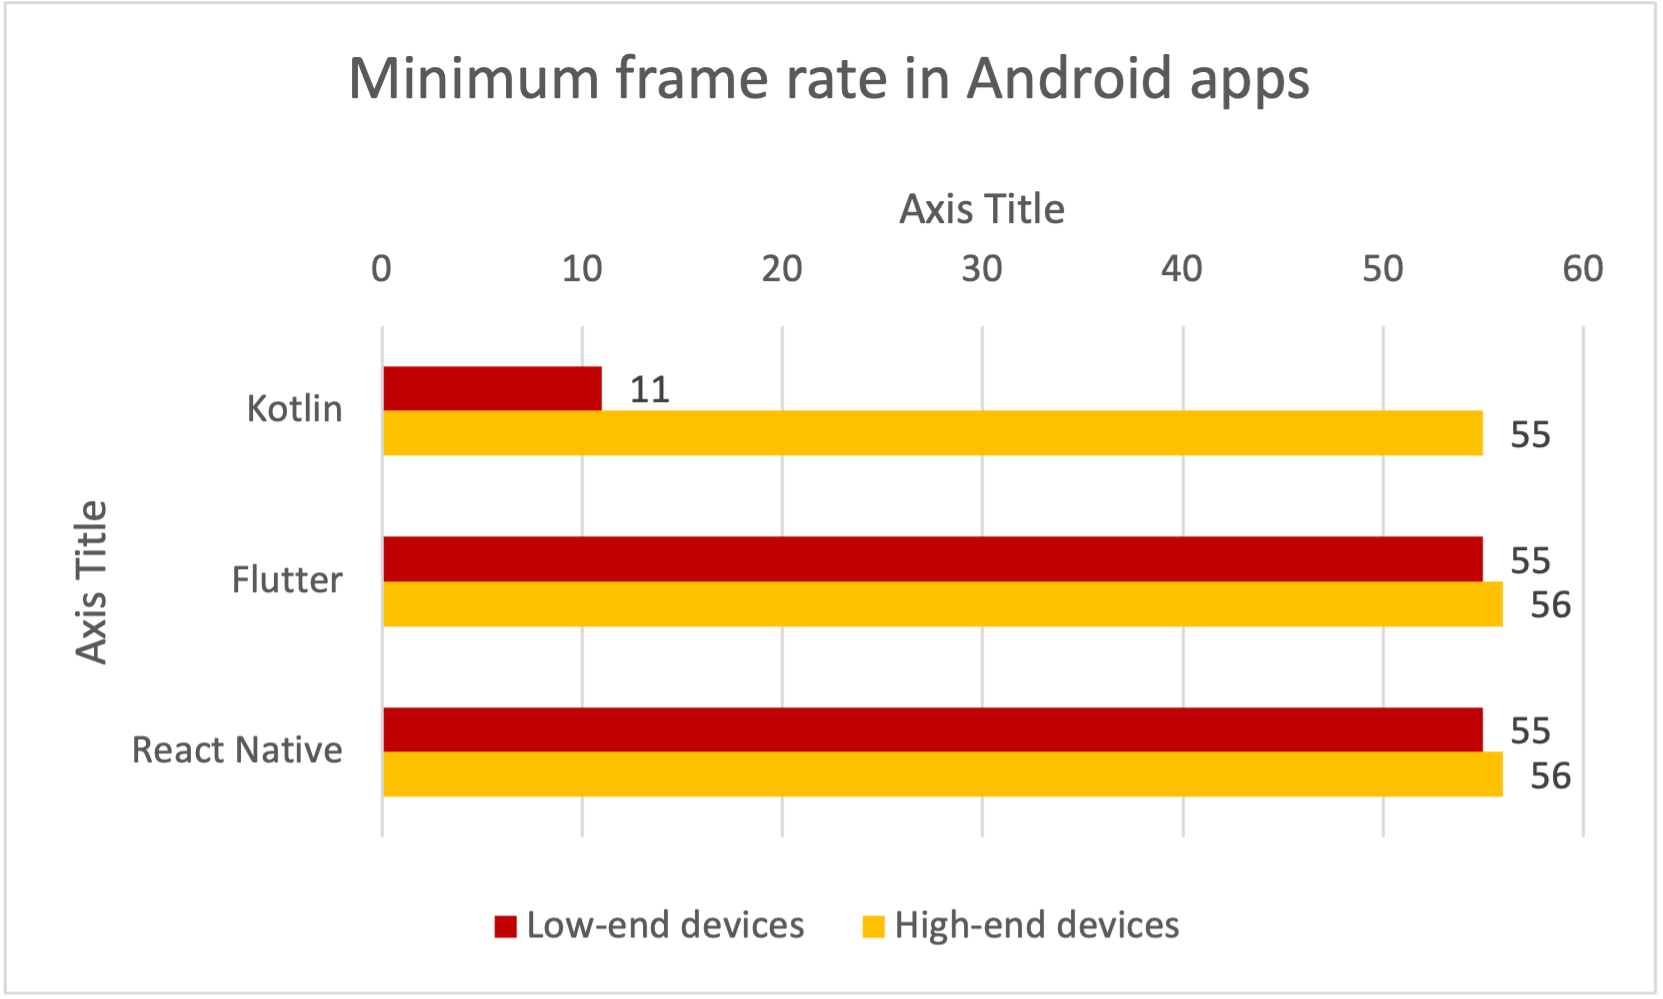 Minimum frame rate in Android apps
Axis Title
0 10 20 30 40 50 60
Kotlin
11
55
Axis Title
Flutter
55
56
React Native
55
56
Low-end devices High-end devices